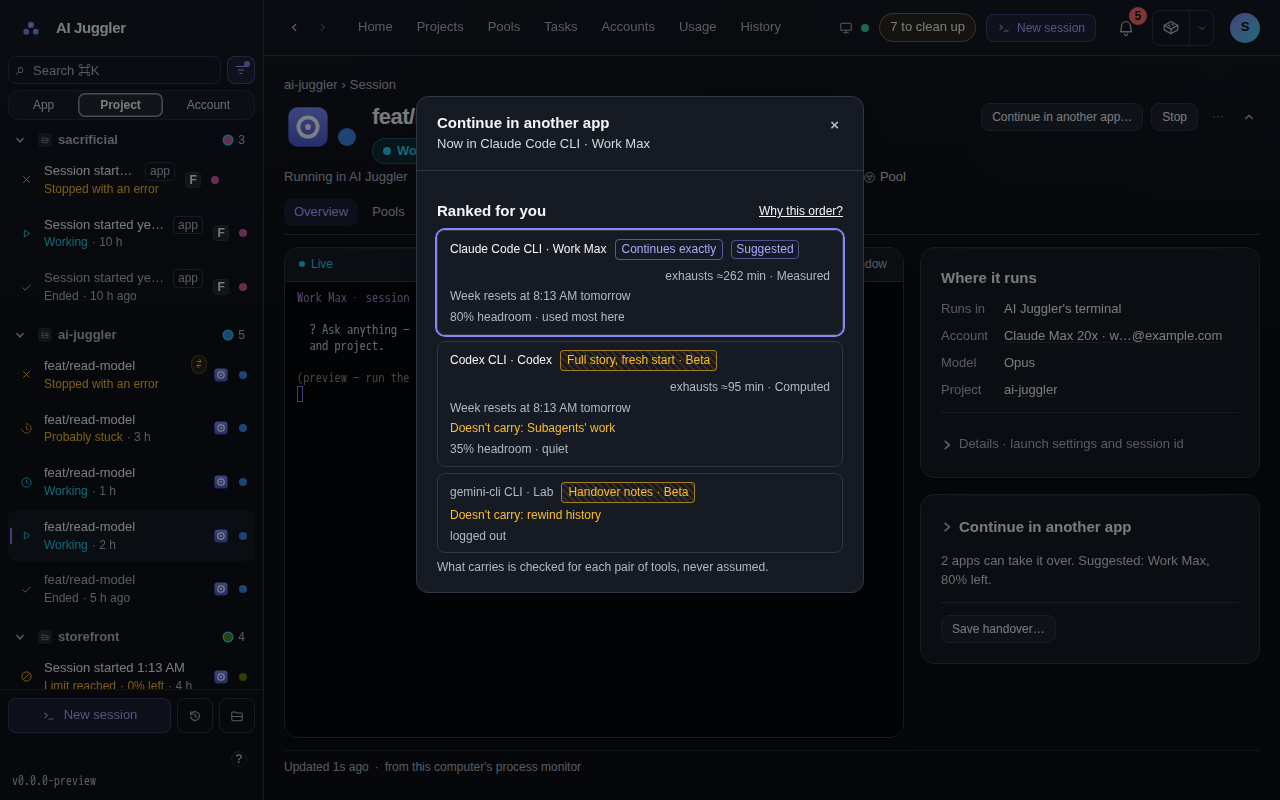 AI Juggler
Home
Projects
Pools
Tasks
Accounts
Usage
History
7 to clean up
New session
5
S
Search ⌘K
App
Project
Account
sacrificial
3
Session start…
app
F
Stopped with an error
Session started ye…
app
F
Working · 10 h
Session started ye…
app
F
Ended · 10 h ago
ai-juggler
5
feat/read-model
Stopped with an error
feat/read-model
Probably stuck · 3 h
feat/read-model
Working · 1 h
feat/read-model
Working · 2 h
feat/read-model
Ended · 5 h ago
storefront
4
Session started 1:13 AM
Limit reached · 0% left · 4 h
New session
?
v0.0.0-preview
ai-juggler › Session
feat/
Wo
Continue in another app…
Stop
Running in AI Juggler
Pool
Overview
Pools
Live
dow
Work Max · session
? Ask anything —
and project.
(preview — run the
Continue in another app
Now in Claude Code CLI · Work Max
×
Ranked for you
Why this order?
Claude Code CLI · Work Max
Continues exactly
Suggested
exhausts ≈262 min · Measured
Week resets at 8:13 AM tomorrow
80% headroom · used most here
Codex CLI · Codex
Full story, fresh start · Beta
exhausts ≈95 min · Computed
Week resets at 8:13 AM tomorrow
Doesn't carry: Subagents' work
35% headroom · quiet
gemini-cli CLI · Lab
Handover notes · Beta
Doesn't carry: rewind history
logged out
What carries is checked for each pair of tools, never assumed.
Where it runs
Runs in
AI Juggler's terminal
Account
Claude Max 20x · w…@example.com
Model
Opus
Project
ai-juggler
Details · launch settings and session id
Continue in another app
2 apps can take it over. Suggested: Work Max,
80% left.
Save handover…
Updated 1s ago · from this computer's process monitor